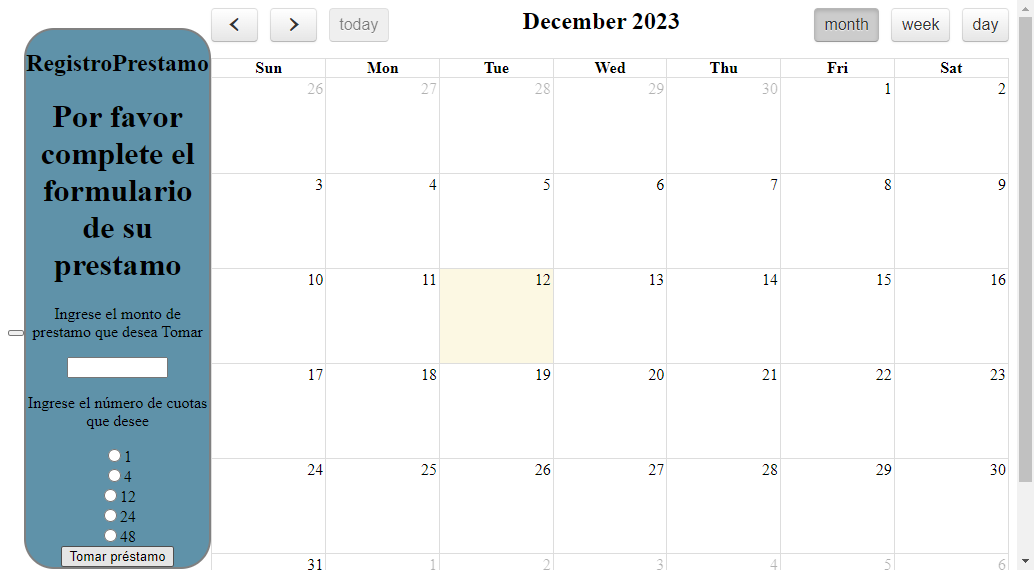 RegistroPrestamo
Por favor
complete el
formulario
de su
prestamo
Ingrese el monto de
prestamo que desea Tomar
Ingrese el número de cuotas
que desee
1
4
12
24
48
Tomar préstamo
today December 2023 month week day
Sun Mon Tue Wed Thu Fri Sat
26 27 28 29 30 1 2
3 4 5 6 7 8 9
10 11 12 13 14 15 16
17 18 19 20 21 22 23
24 25 26 27 28 29 30
31 1 2 3 4 5 6